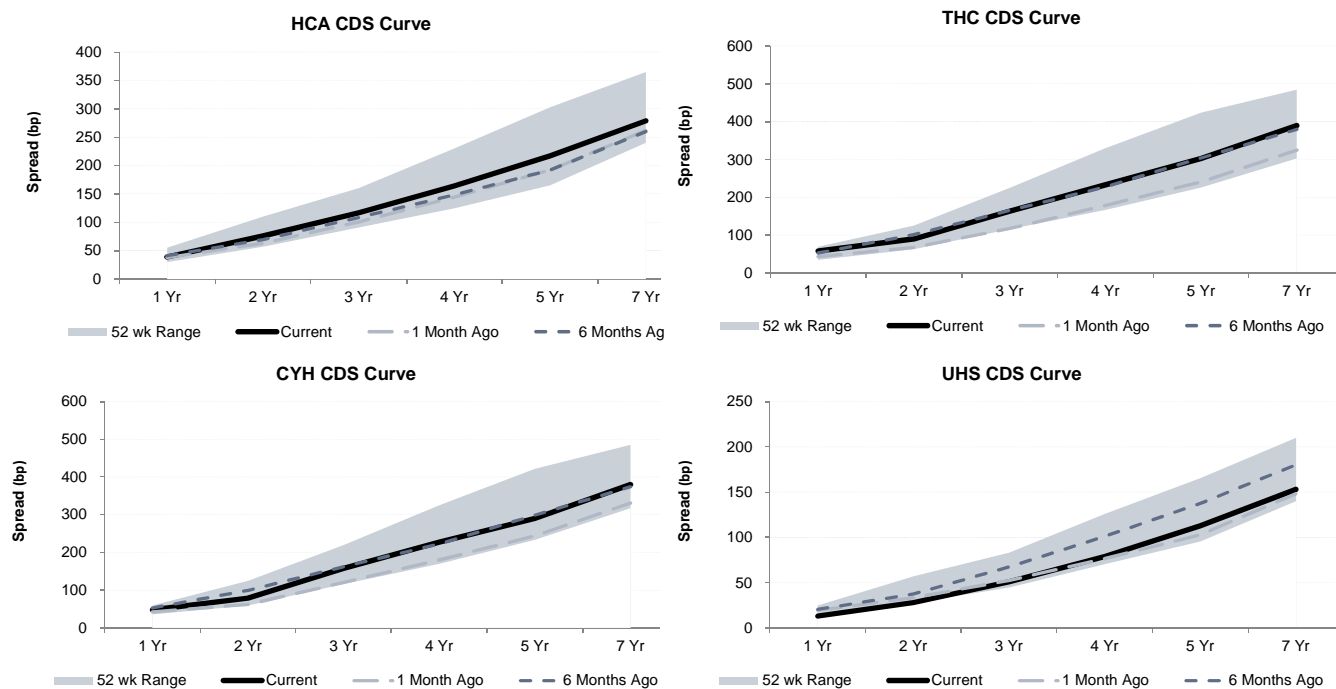 HCA CDS Curve
400
350
300
250
200
150
100
50
0
Spread (bp)
1 Yr 2 Yr 3 Yr 4 Yr 5 Yr 7 Yr
52 wk Range Current 1 Month Ago 6 Months Ag
THC CDS Curve
600
500
400
300
200
100
0
Spread (bp)
1 Yr 2 Yr 3 Yr 4 Yr 5 Yr 7 Yr
52 wk Range Current 1 Month Ago 6 Months Ago
CYH CDS Curve
600
500
400
300
200
100
0
Spread (bp)
1 Yr 2 Yr 3 Yr 4 Yr 5 Yr 7 Yr
52 wk Range Current 1 Month Ago 6 Months Ago
UHS CDS Curve
250
200
150
100
50
0
Spread (bp)
1 Yr 2 Yr 3 Yr 4 Yr 5 Yr 7 Yr
52 wk Range Current 1 Month Ago 6 Months Ago